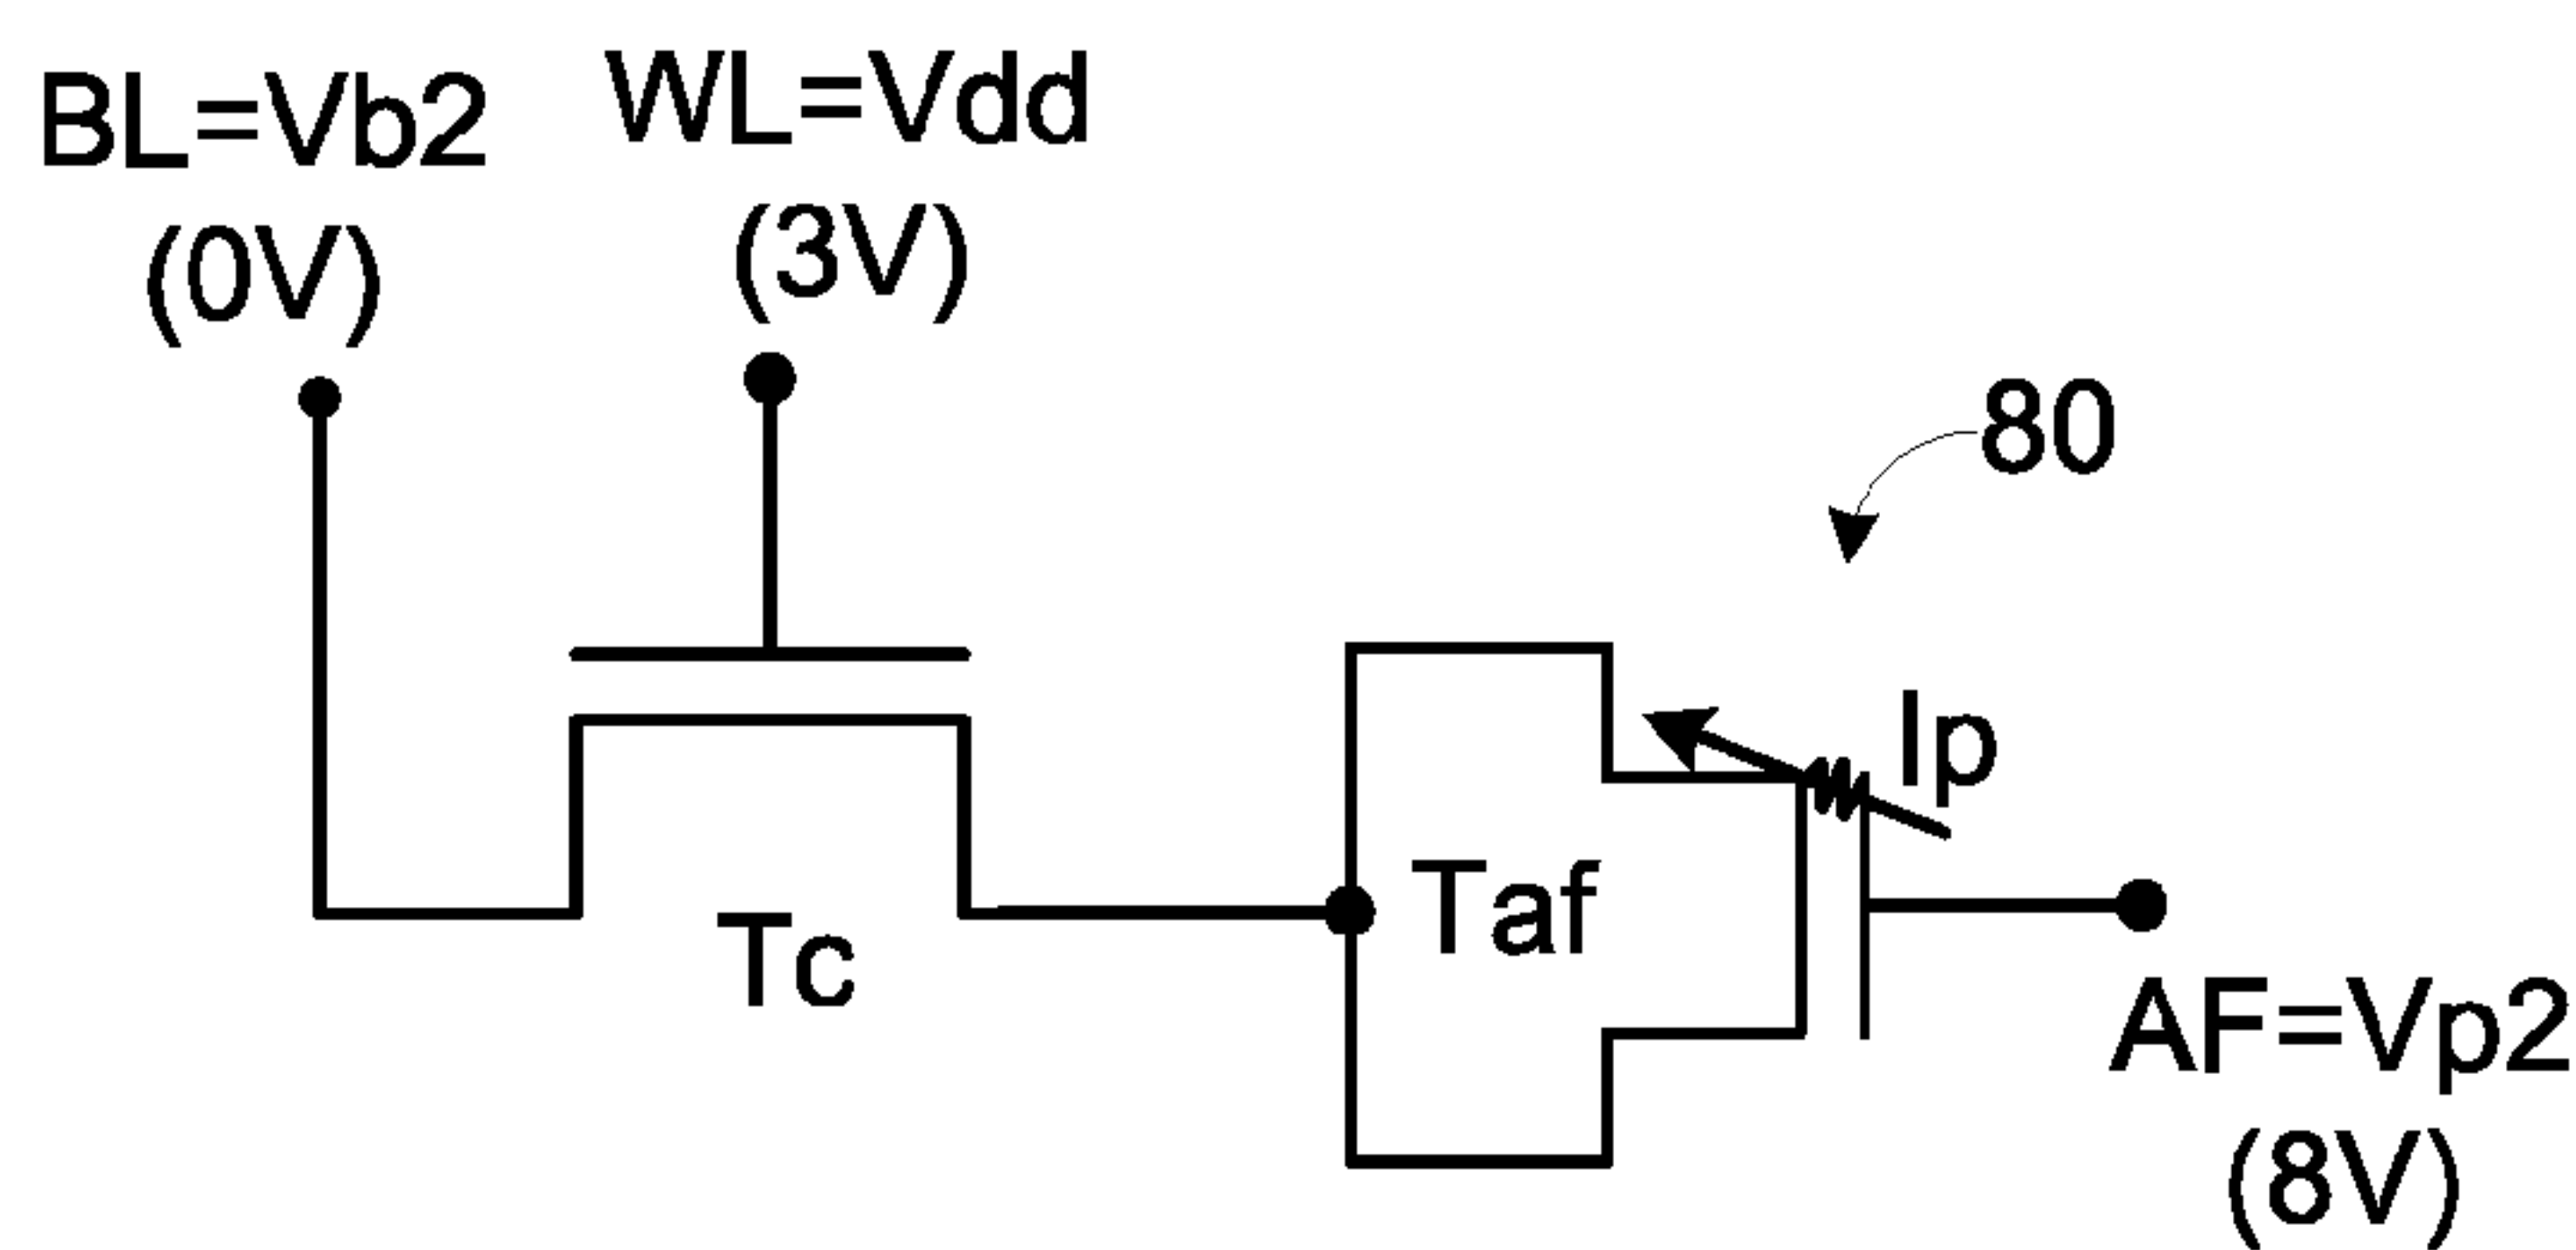 BL=Vb2
(0V)
WL=Vdd
(3V)
80
Ip
Taf
Tc
AF=Vp2
(8V)